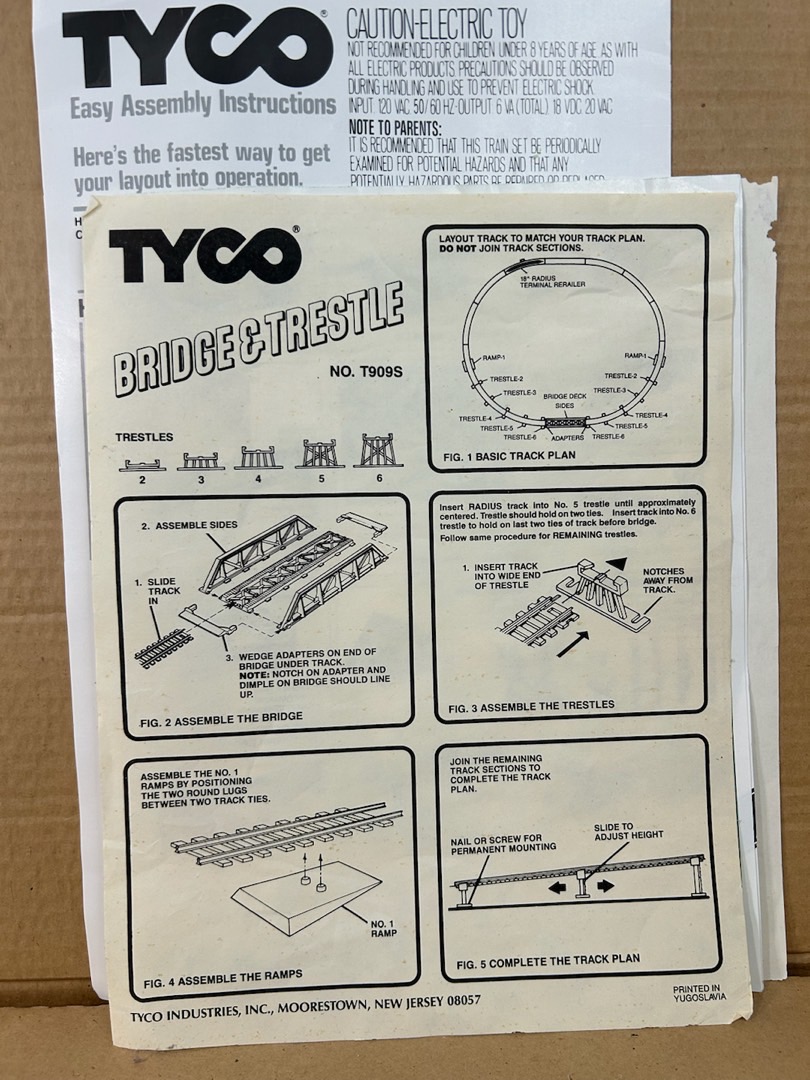 TYCO®
Easy Assembly Instructions
Here's the fastest way to get
your layout into operation.
CAUTION-ELECTRIC TOY
NOT RECOMMENDED FOR CHILDREN UNDER 8 YEARS OF AGE. AS WITH
ALL ELECTRIC PRODUCTS PRECAUTIONS SHOULD BE OBSERVED
DURING HANDLING AND USE TO PREVENT ELECTRIC SHOCK.
INPUT 120 VAC 50/60 HZ-OUTPUT 6 VA (TOTAL) 18 VDC 20 VAC
NOTE TO PARENTS:
IT IS RECOMMENDED THAT THIS TRAIN SET BE PERIODICALLY
EXAMINED FOR POTENTIAL HAZARDS AND THAT ANY
POTENTIALLY HAZARDOUS PARTS BE REPAIRED OR REPLACED
TYCO®
BRIDGE & TRESTLE
NO. T909S
TRESTLES
2 3 4 5 6
LAYOUT TRACK TO MATCH YOUR TRACK PLAN.
DO NOT JOIN TRACK SECTIONS.
18" RADIUS
TERMINAL RERAILER
RAMP-1
RAMP-1
TRESTLE-2
TRESTLE-2
TRESTLE-3
TRESTLE-3
BRIDGE DECK
SIDES
TRESTLE-4
TRESTLE-4
TRESTLE-5
TRESTLE-5
TRESTLE-6
ADAPTERS
TRESTLE-6
FIG. 1 BASIC TRACK PLAN
2. ASSEMBLE SIDES
1. SLIDE
TRACK
IN
3. WEDGE ADAPTERS ON END OF
BRIDGE UNDER TRACK.
NOTE: NOTCH ON ADAPTER AND
DIMPLE ON BRIDGE SHOULD LINE
UP.
FIG. 2 ASSEMBLE THE BRIDGE
Insert RADIUS track into No. 5 trestle until approximately
centered. Trestle should hold on two ties. Insert track into No. 6
trestle to hold on last two ties of track before bridge.
Follow same procedure for REMAINING trestles.
1. INSERT TRACK
INTO WIDE END
OF TRESTLE
NOTCHES
AWAY FROM
TRACK.
FIG. 3 ASSEMBLE THE TRESTLES
ASSEMBLE THE NO. 1
RAMPS BY POSITIONING
THE TWO ROUND LUGS
BETWEEN TWO TRACK TIES.
NO. 1
RAMP
FIG. 4 ASSEMBLE THE RAMPS
JOIN THE REMAINING
TRACK SECTIONS TO
COMPLETE THE TRACK
PLAN.
NAIL OR SCREW FOR
PERMANENT MOUNTING
SLIDE TO
ADJUST HEIGHT
FIG. 5 COMPLETE THE TRACK PLAN
TYCO INDUSTRIES, INC., MOORESTOWN, NEW JERSEY 08057
PRINTED IN
YUGOSLAVIA